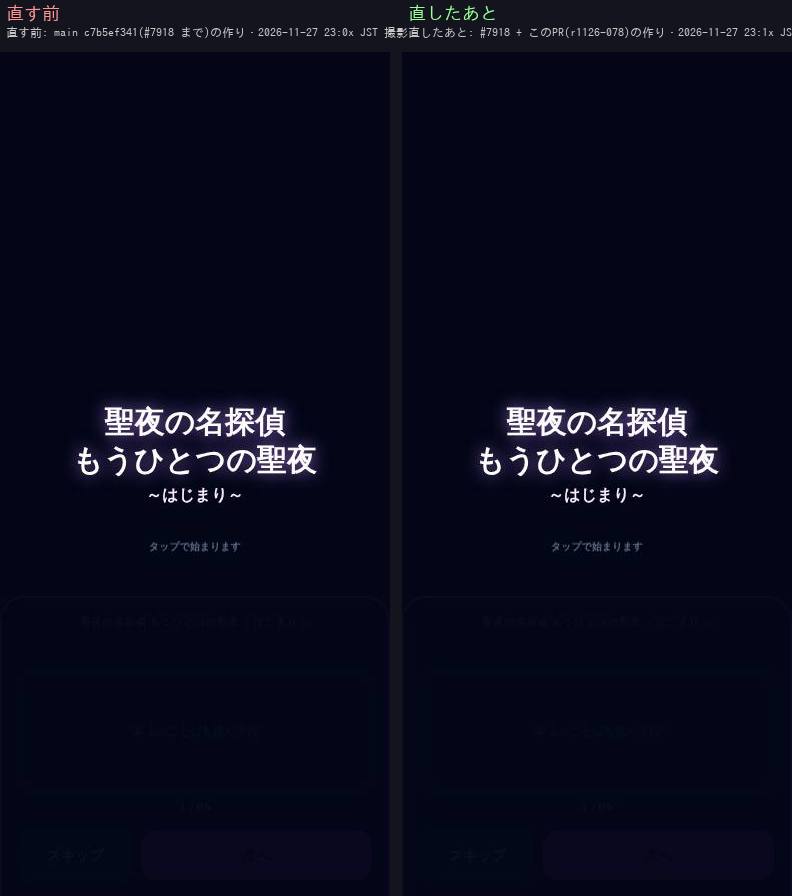 直す前
直す前: main c7b5ef341(#7918 まで)の作り · 2026-11-27 23:0x JST 撮影
聖夜の名探偵
もうひとつの聖夜
～はじまり～
タップで始まります
スキップ
直したあと
直したあと: #7918 + このPR(r1126-078)の作り · 2026-11-27 23:1x JS
聖夜の名探偵
もうひとつの聖夜
～はじまり～
タップで始まります
スキップ